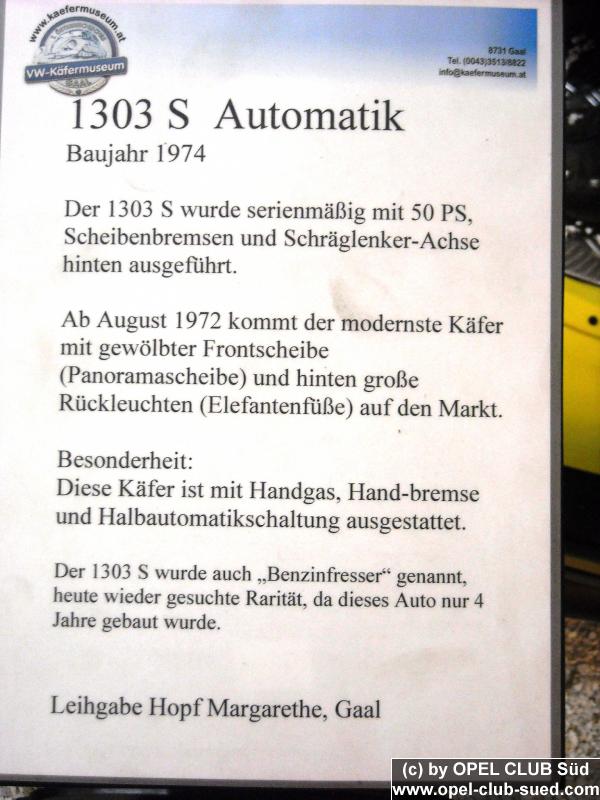 www.kaefermuseum.at
VW-Käfermuseum
GAAL
8731 Gaal
Tel. (0043)3513/8822
info@kaefermuseum.at
1303 S Automatik
Baujahr 1974
Der 1303 S wurde serienmäßig mit 50 PS,
Scheibenbremsen und Schräglenker-Achse
hinten ausgeführt.
Ab August 1972 kommt der modernste Käfer
mit gewölbter Frontscheibe
(Panoramascheibe) und hinten große
Rückleuchten (Elefantenfüße) auf den Markt.
Besonderheit:
Diese Käfer ist mit Handgas, Hand-bremse
und Halbautomatikschaltung ausgestattet.
Der 1303 S wurde auch „Benzinfresser“ genannt,
heute wieder gesuchte Rarität, da dieses Auto nur 4
Jahre gebaut wurde.
Leihgabe Hopf Margarethe, Gaal
(c) by OPEL CLUB Süd
www.opel-club-sued.com